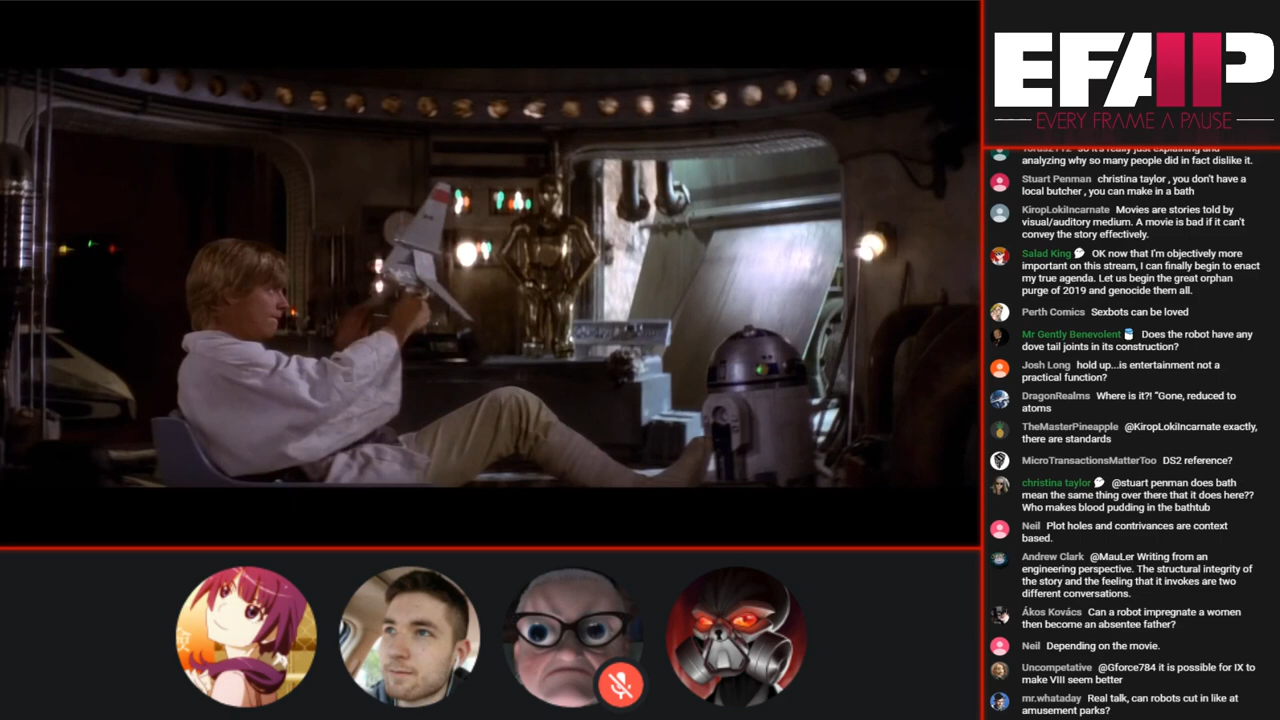 EFAP
EVERY FRAME A PAUSE
so it's really just explaining and
analyzing why so many people did in fact dislike it.
Stuart Penman christina taylor , you don't have a
local butcher , you can make in a bath
KiropLokiIncarnate Movies are stories told by
visual/auditory medium. A movie is bad if it can't
convey the story effectively.
Salad King OK now that I'm objectively more
important on this stream, I can finally begin to enact
my true agenda. Let us begin the great orphan
purge of 2019 and genocide them all.
Perth Comics Sexbots can be loved
Mr Gently Benevolent Does the robot have any
dove tail joints in its construction?
Josh Long hold up...is entertainment not a
practical function?
DragonRealms Where is it?! "Gone, reduced to
atoms
TheMasterPineapple @KiropLokiIncarnate exactly,
there are standards
MicroTransactionsMatterToo DS2 reference?
christina taylor @stuart penman does bath
mean the same thing over there that it does here??
Who makes blood pudding in the bathtub
Neil Plot holes and contrivances are context
based.
Andrew Clark @MauLer Writing from an
engineering perspective. The structural integrity of
the story and the feeling that it invokes are two
different conversations.
Ákos Kovács Can a robot impregnate a women
then become an absentee father?
Neil Depending on the movie.
Uncompetative @Gforce784 it is possible for IX to
make VIII seem better
mr.whataday Real talk, can robots cut in like at
amusement parks?